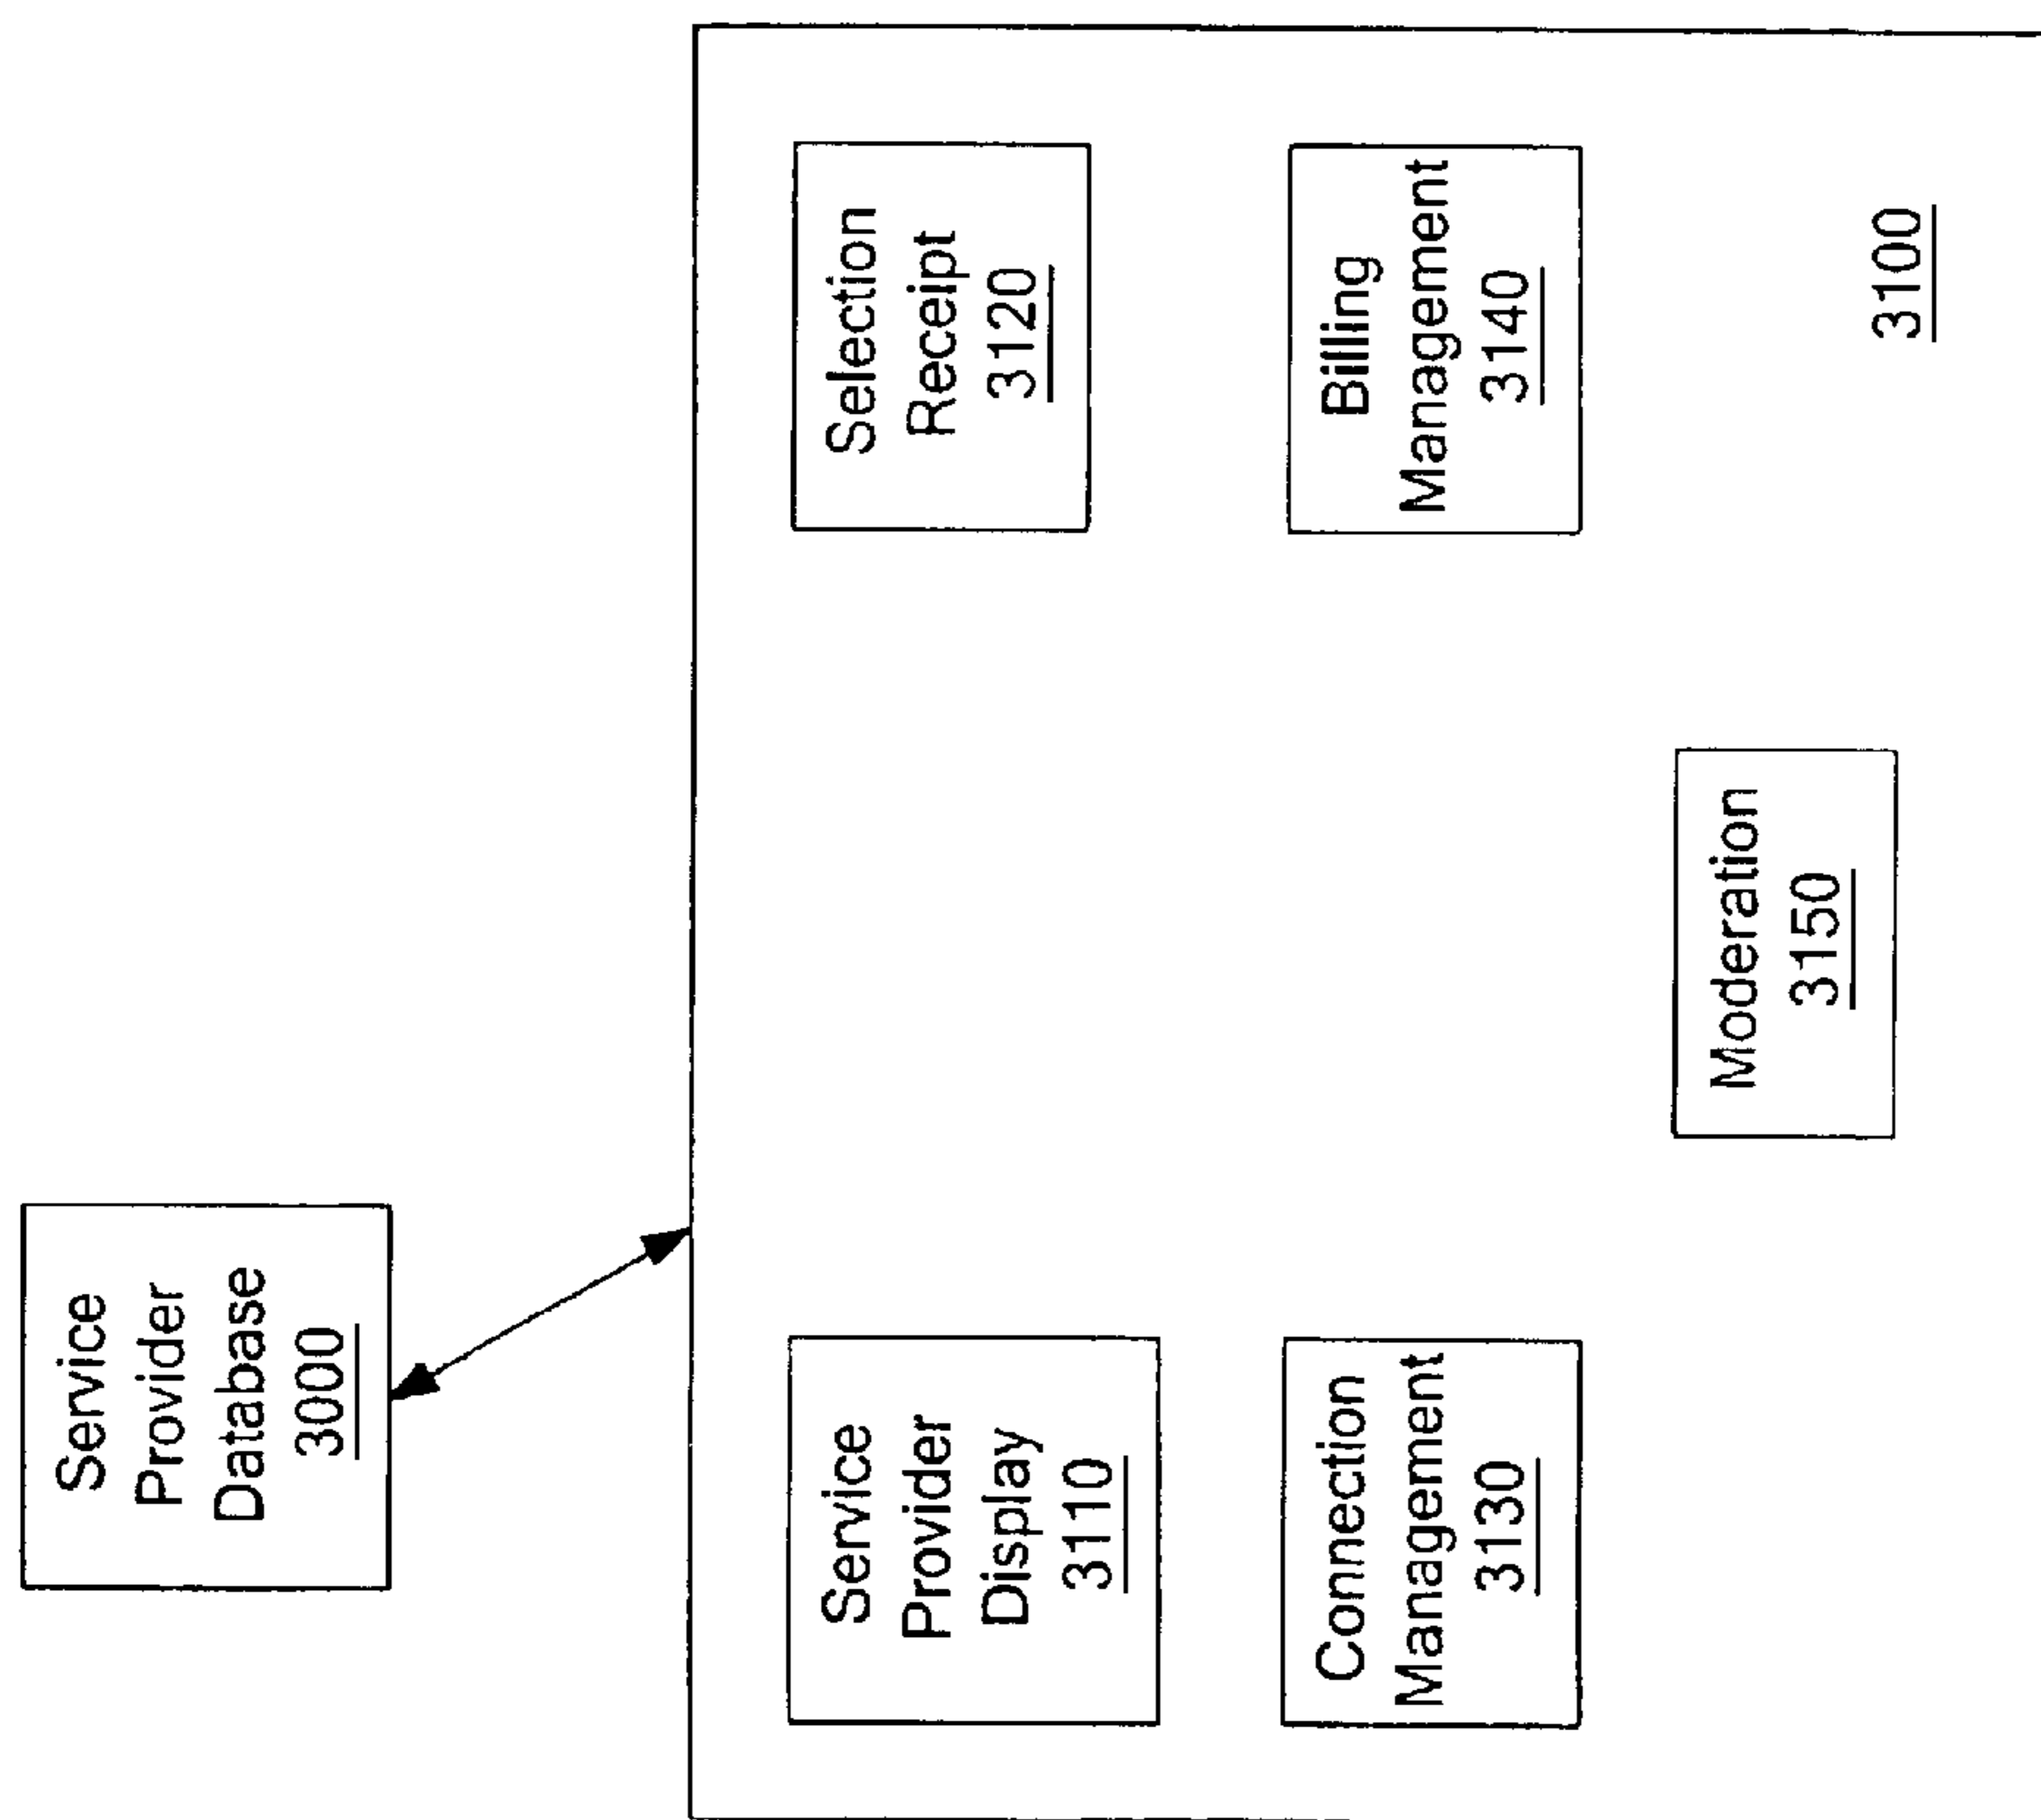 Service
Provider
Database
3000
Service
Provider
Display
3110
Selection
Receipt
3120
Connection
Management
3130
Billing
Management
3140
Moderation
3150
3100